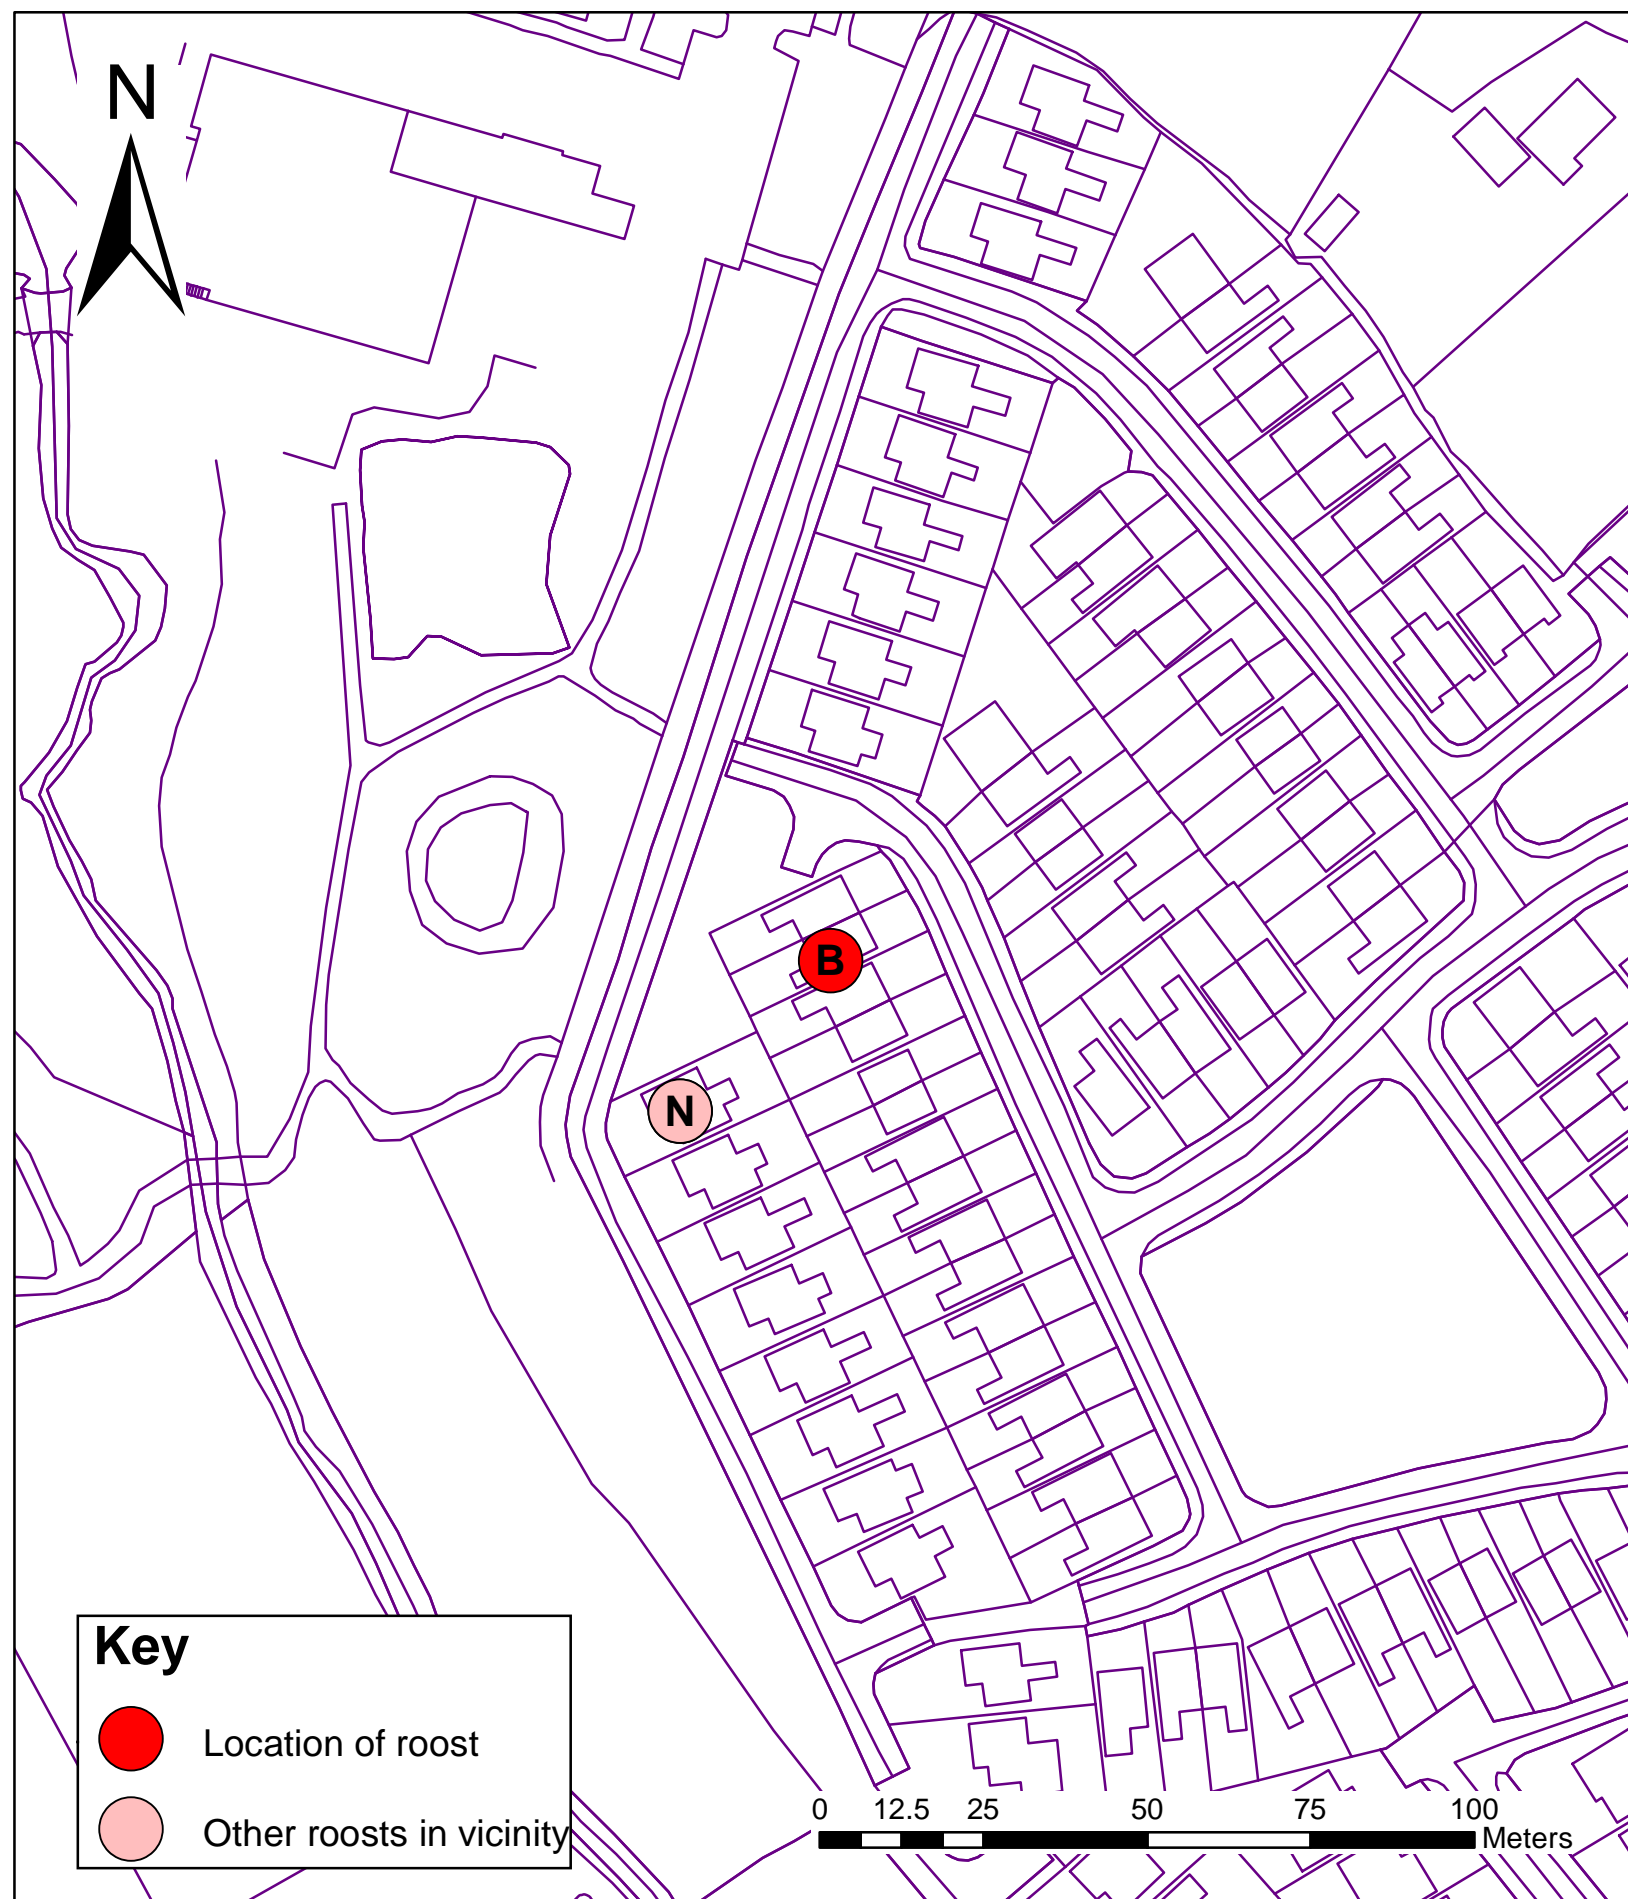 N
B
N
Key
Location of roost
Other roosts in vicinity
0 12.5 25 50 75 100
Meters